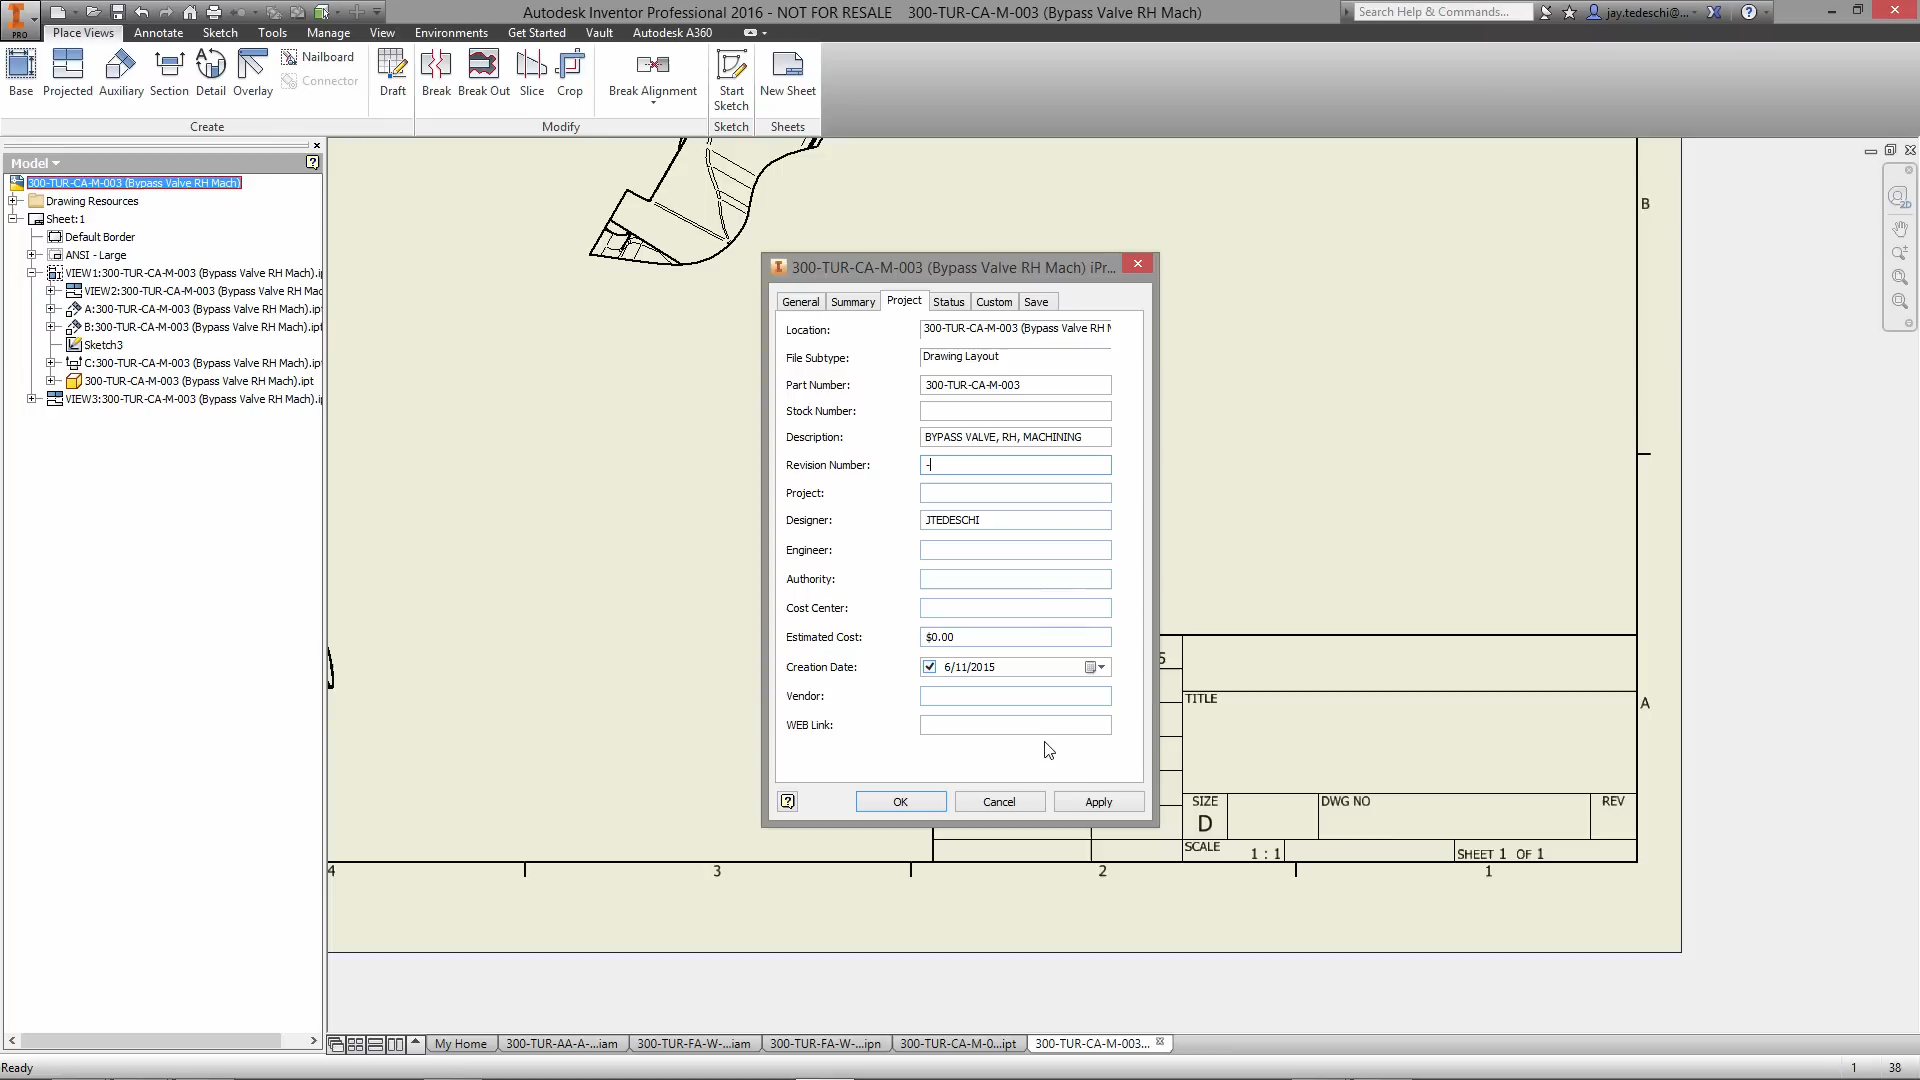 Autodesk Inventor Professional 2016 - NOT FOR RESALE 300-TUR-CA-M-003 (Bypass Valve RH Mach)
Search Help & Commands...
jay.tedeschi@...
PRO
Place Views Annotate Sketch Tools Manage View Environments Get Started Vault Autodesk A360
Base Projected Auxiliary Section Detail Overlay
Nailboard
Connector
Draft Break Break Out Slice Crop Break Alignment
Start Sketch
New Sheet
Create Modify Sketch Sheets
Model
300-TUR-CA-M-003 (Bypass Valve RH Mach)
Drawing Resources
Sheet:1
Default Border
ANSI - Large
VIEW1:300-TUR-CA-M-003 (Bypass Valve RH Mach).ip
VIEW2:300-TUR-CA-M-003 (Bypass Valve RH Mac
A:300-TUR-CA-M-003 (Bypass Valve RH Mach).ipt
B:300-TUR-CA-M-003 (Bypass Valve RH Mach).ipt
Sketch3
C:300-TUR-CA-M-003 (Bypass Valve RH Mach).ipt
300-TUR-CA-M-003 (Bypass Valve RH Mach).ipt
VIEW3:300-TUR-CA-M-003 (Bypass Valve RH Mach).ip
300-TUR-CA-M-003 (Bypass Valve RH Mach) iPr...
General Summary Project Status Custom Save
Location: 300-TUR-CA-M-003 (Bypass Valve RH M
File Subtype: Drawing Layout
Part Number: 300-TUR-CA-M-003
Stock Number:
Description: BYPASS VALVE, RH, MACHINING
Revision Number: -
Project:
Designer: JTEDESCHI
Engineer:
Authority:
Cost Center:
Estimated Cost: $0.00
Creation Date: 6/11/2015
Vendor:
WEB Link:
OK Cancel Apply
2D
B
A
5
TITLE
SIZE
D
DWG NO
REV
SCALE 1 : 1
SHEET 1 OF 1
4 3 2 1
My Home 300-TUR-AA-A-...iam 300-TUR-FA-W-...iam 300-TUR-FA-W-...ipn 300-TUR-CA-M-0...ipt 300-TUR-CA-M-003...
Ready
1 38